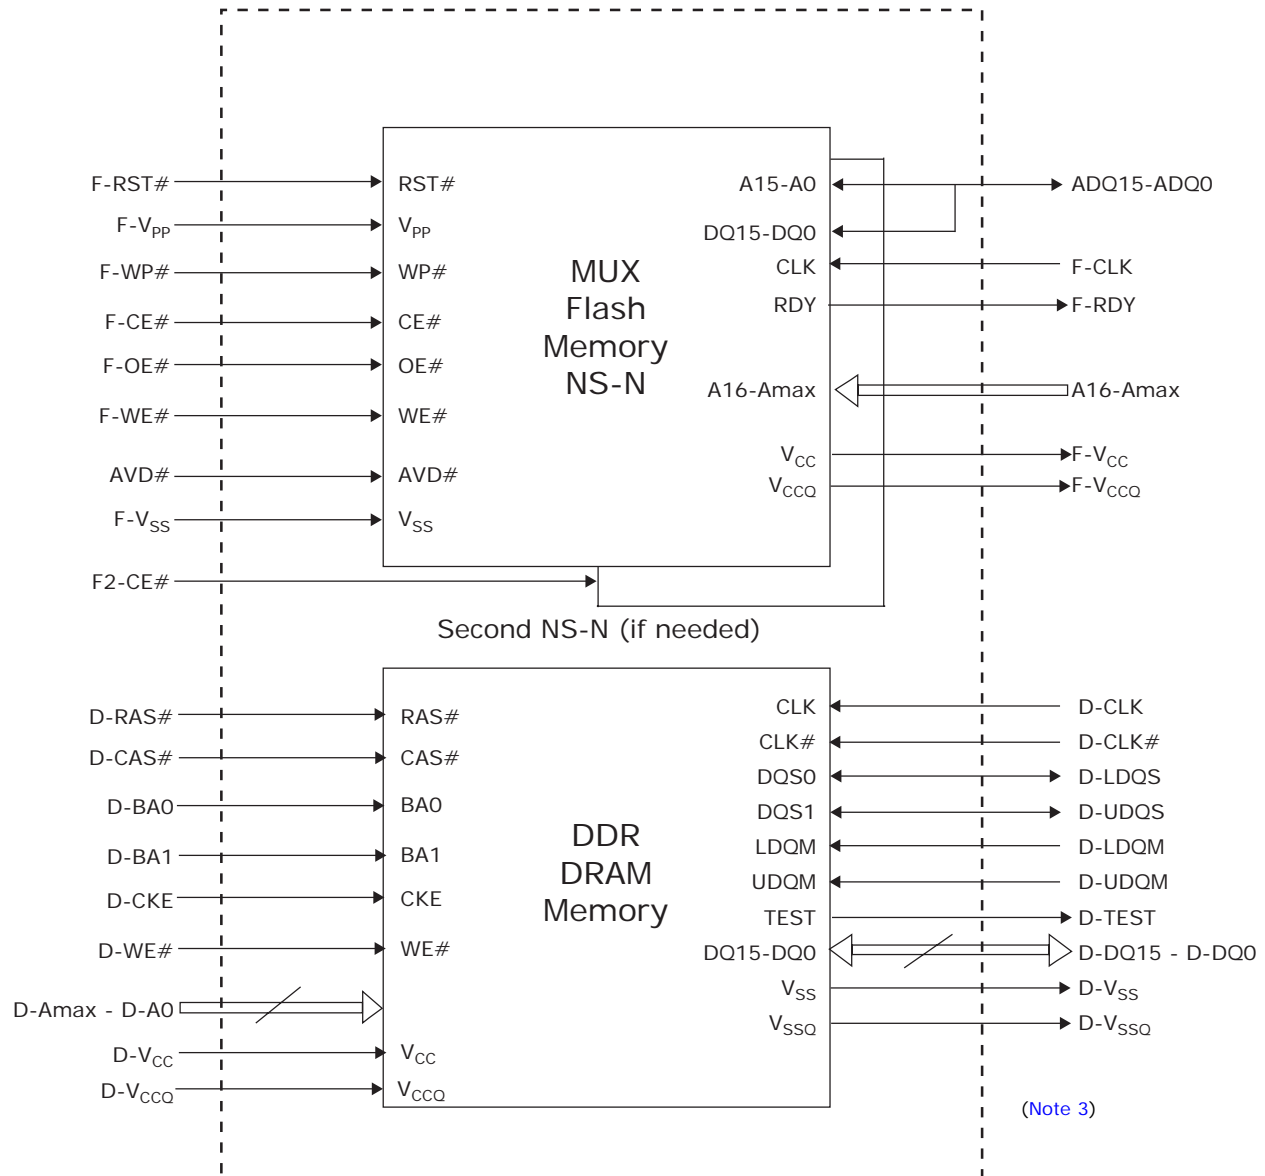 F-RST#
F-VPP
F-WP#
F-CE#
F-OE#
F-WE#
AVD#
F-VSS
F2-CE#
RST#
VPP
WP#
CE#
OE#
WE#
AVD#
VSS
MUX
Flash
Memory
NS-N
A15-A0
DQ15-DQ0
CLK
RDY
A16-Amax
VCC
VCCQ
ADQ15-ADQ0
F-CLK
F-RDY
A16-Amax
F-VCC
F-VCCQ
Second NS-N (if needed)
D-RAS#
D-CAS#
D-BA0
D-BA1
D-CKE
D-WE#
D-Amax - D-A0
D-VCC
D-VCCQ
RAS#
CAS#
BA0
BA1
CKE
WE#
VCC
VCCQ
DDR
DRAM
Memory
CLK
CLK#
DQS0
DQS1
LDQM
UDQM
TEST
DQ15-DQ0
VSS
VSSQ
D-CLK
D-CLK#
D-LDQS
D-UDQS
D-LDQM
D-UDQM
D-TEST
D-DQ15 - D-DQ0
D-VSS
D-VSSQ
(Note 3)